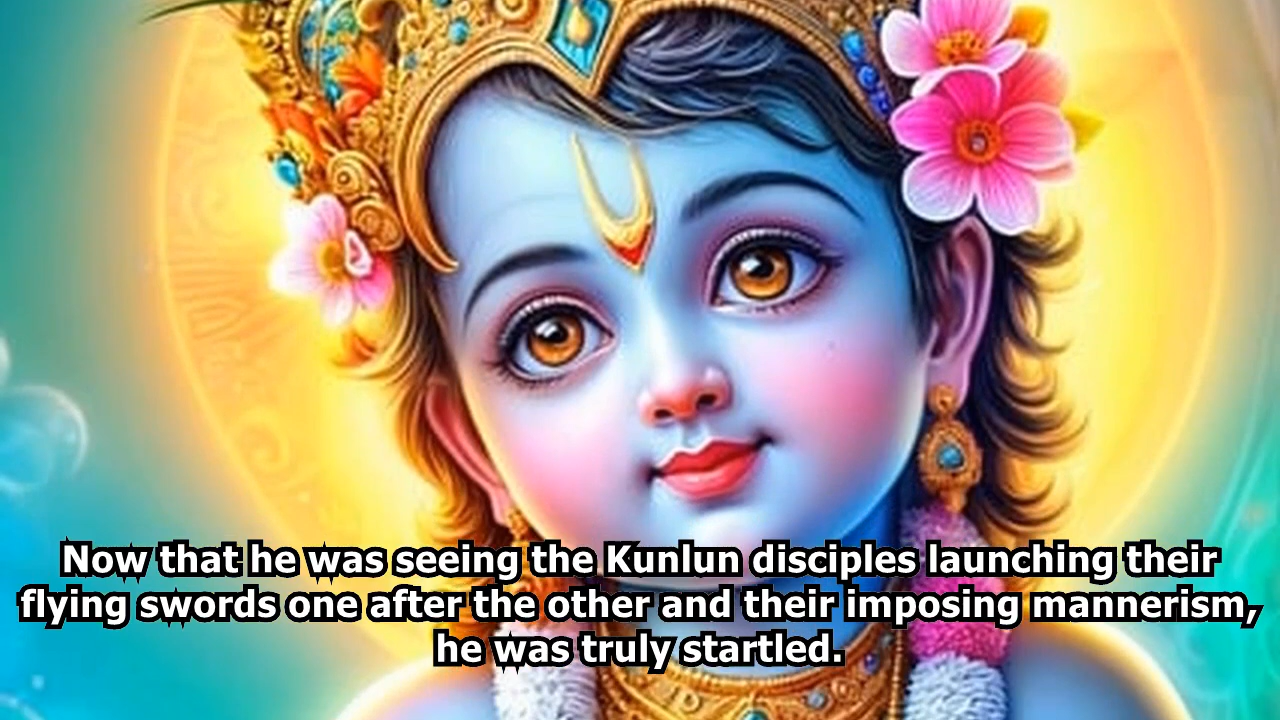 Now that he was seeing the Kunlun disciples launching their
flying swords one after the other and their imposing mannerism,
he was truly startled.